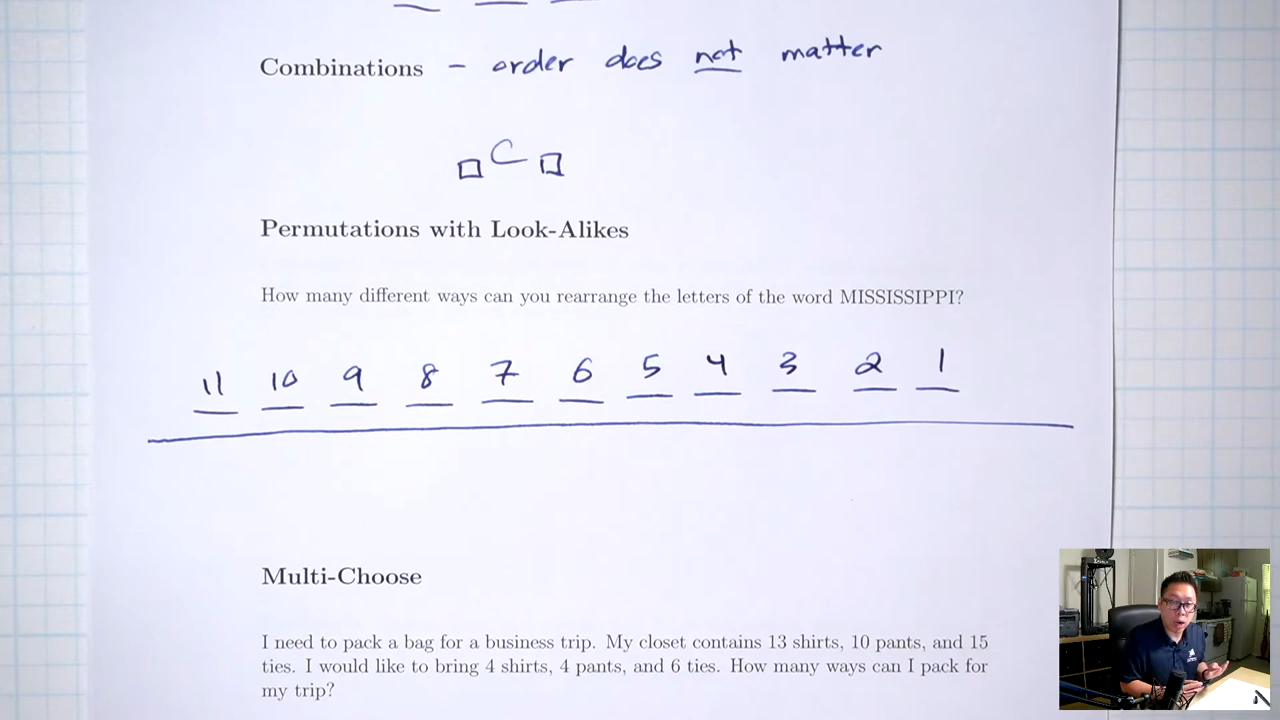 Combinations – order does not matter
□ C □
Permutations with Look-Alikes
How many different ways can you rearrange the letters of the word MISSISSIPPI?
11 10 9 8 7 6 5 4 3 2 1
Multi-Choose
I need to pack a bag for a business trip. My closet contains 13 shirts, 10 pants, and 15
ties. I would like to bring 4 shirts, 4 pants, and 6 ties. How many ways can I pack for
my trip?